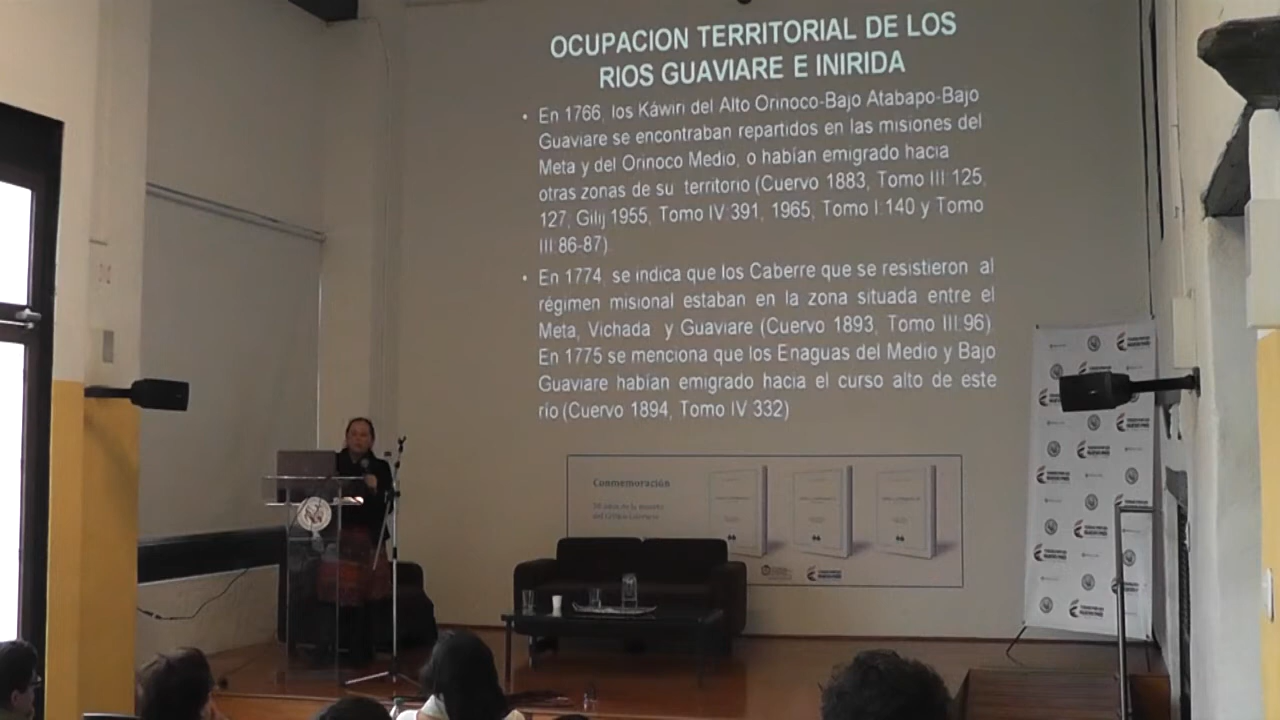 OCUPACION TERRITORIAL DE LOS
RIOS GUAVIARE E INIRIDA
• En 1766, los Káwiri del Alto Orinoco-Bajo Atabapo-Bajo
Guaviare se encontraban repartidos en las misiones del
Meta y del Orinoco Medio, o habían emigrado hacia
otras zonas de su territorio (Cuervo 1883, Tomo III:125,
127; Gilij 1955, Tomo IV:391, 1965, Tomo I:140 y Tomo
III:86-87).
• En 1774, se indica que los Caberre que se resistieron al
régimen misional estaban en la zona situada entre el
Meta, Vichada y Guaviare (Cuervo 1893, Tomo III:96).
En 1775 se menciona que los Enaguas del Medio y Bajo
Guaviare habían emigrado hacia el curso alto de este
río (Cuervo 1894, Tomo IV:332)
Conmemoración